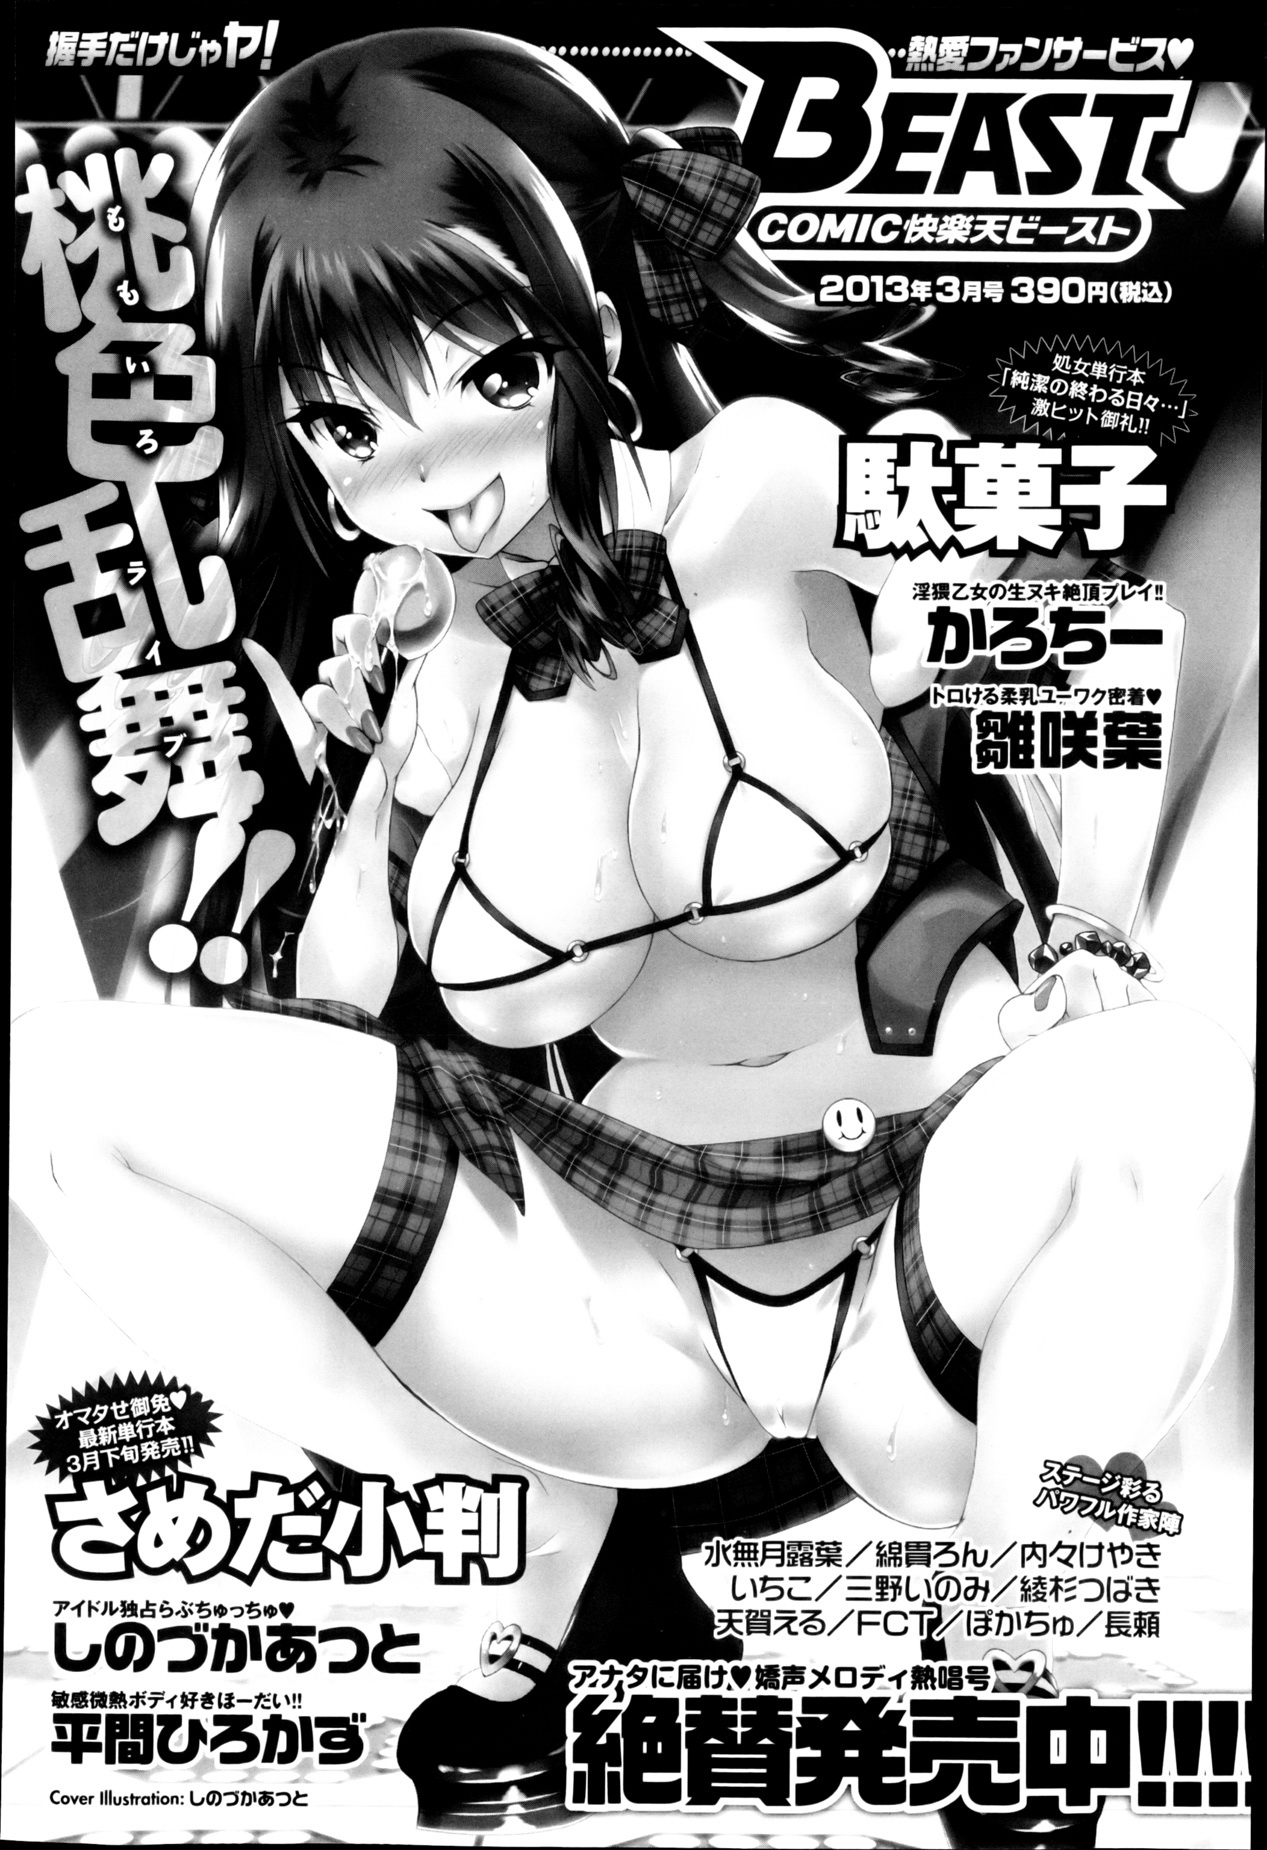 握手だけじゃヤ!
熱愛ファンサービス♥
BEAST
COMIC快楽天ビースト
2013年3月号 390円(税込)
桃色乱舞!!
ももいろライブ
処女単行本
「純潔の終わる日々…」
激ヒット御礼!!
駄菓子
淫猥乙女の生ヌキ絶頂プレイ!!
かろちー
トロける柔乳ユーワク密着♥
雛咲葉
オマタせ御免♥
最新単行本
3月下旬発売!!
さめだ小判
アイドル独占らぶちゅっちゅ♥
しのづかあつと
敏感微熱ボディ好きほーだい!!
平間ひろかず
Cover Illustration: しのづかあつと
ステージ彩る
パワフル作家陣
水無月露葉/綿貫ろん/内々けやき
いちこ/三野いのみ/綾杉つばき
天賀える/FCT/ぽかちゅ/長頼
アナタに届け♥嬌声メロディ熱唱号
絶賛発売中!!!!